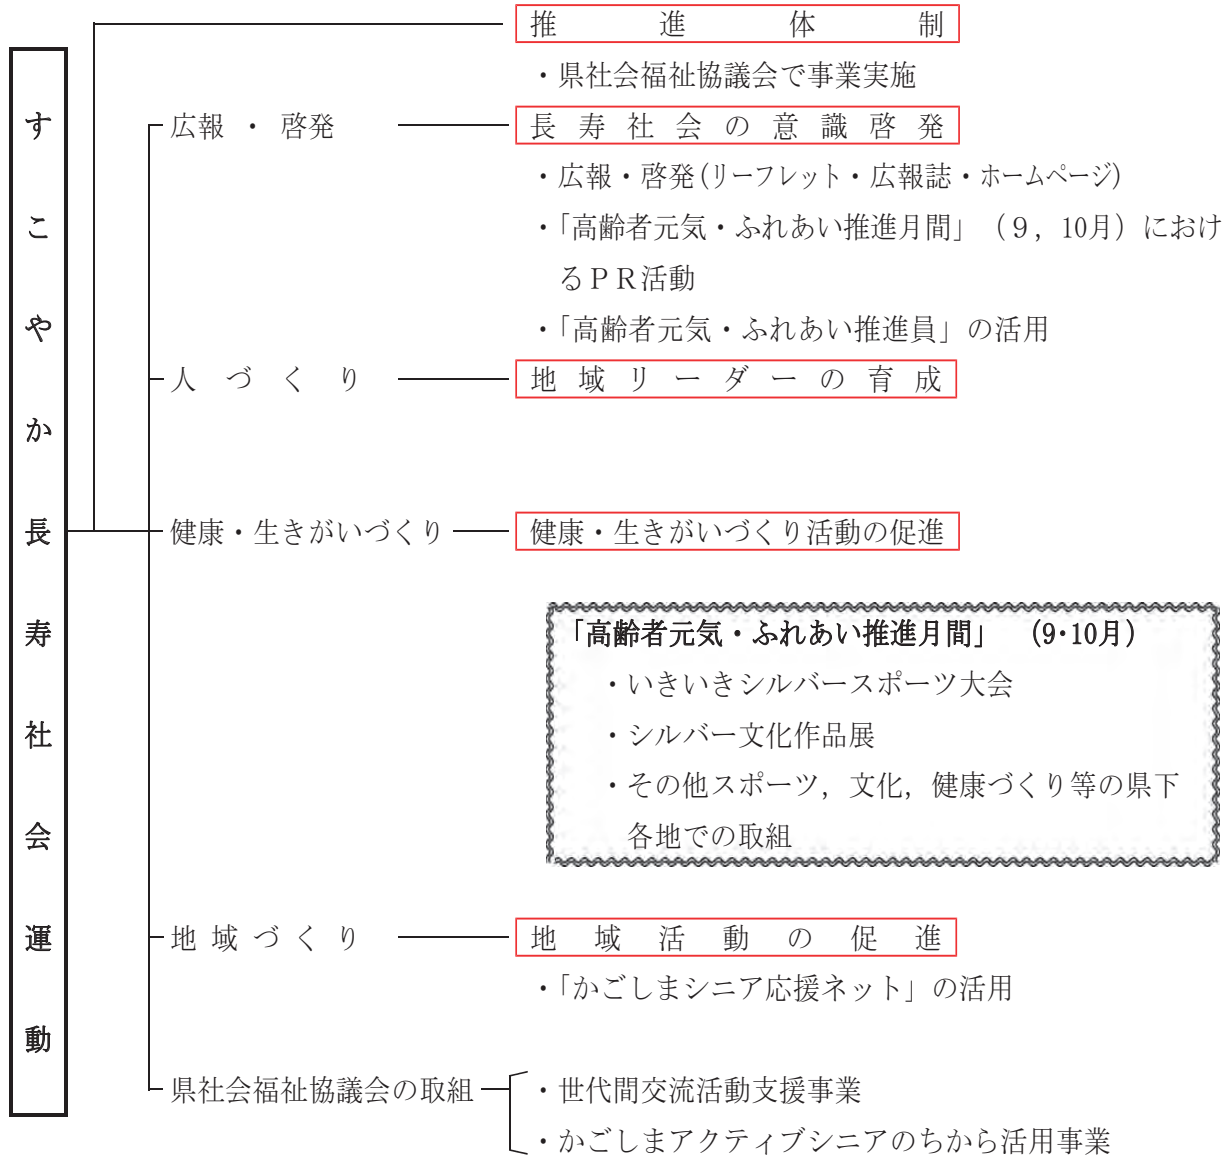 すこやか長寿社会運動
推進体制
・県社会福祉協議会で事業実施
広報・啓発
長寿社会の意識啓発
・広報・啓発(リーフレット・広報誌・ホームページ)
・「高齢者元気・ふれあい推進月間」（９，10月）におけ
るＰＲ活動
・「高齢者元気・ふれあい推進員」の活用
人づくり
地域リーダーの育成
健康・生きがいづくり
健康・生きがいづくり活動の促進
「高齢者元気・ふれあい推進月間」　（9・10月）
・いきいきシルバースポーツ大会
・シルバー文化作品展
・その他スポーツ，文化，健康づくり等の県下
各地での取組
地域づくり
地域活動の促進
・「かごしまシニア応援ネット」の活用
県社会福祉協議会の取組
・世代間交流活動支援事業
・かごしまアクティブシニアのちから活用事業